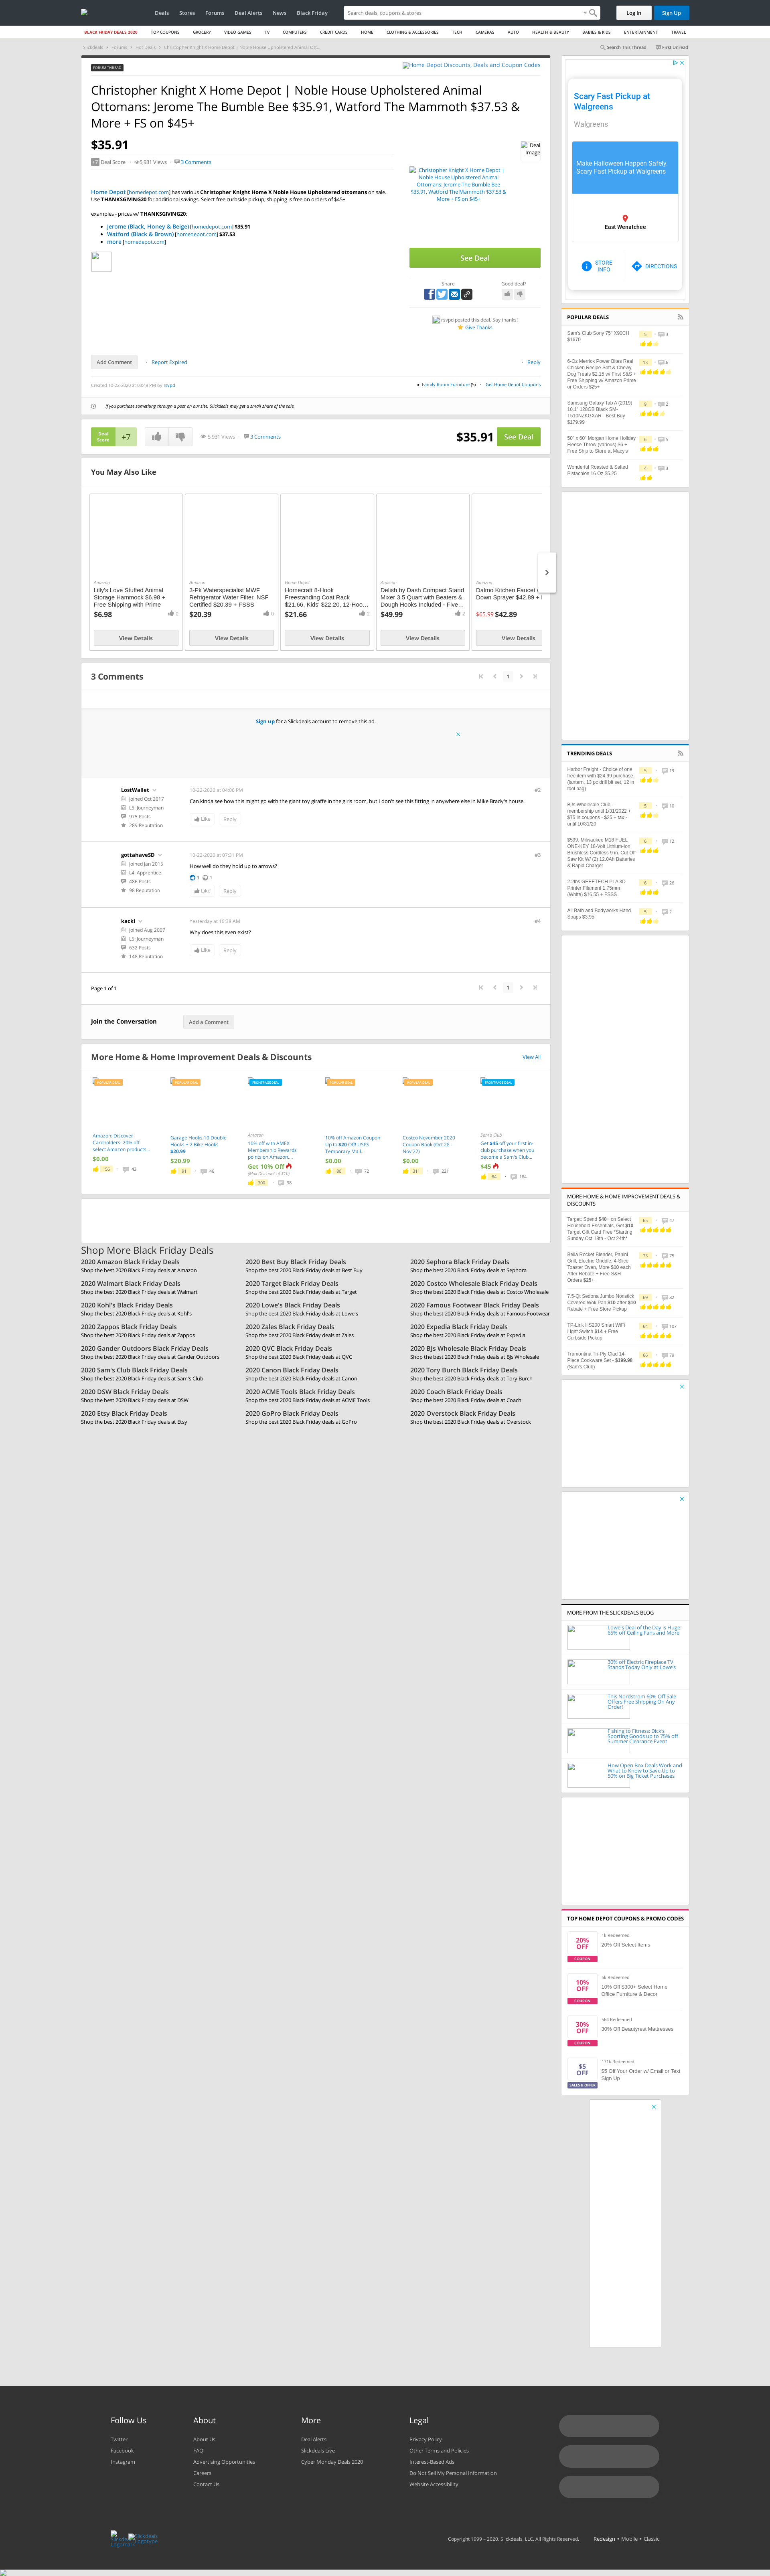 Deals Stores Forums Deal Alerts News Black Friday Search deals, coupons & stores Log In Sign Up
BLACK FRIDAY DEALS 2020 TOP COUPONS GROCERY VIDEO GAMES TV COMPUTERS CREDIT CARDS HOME CLOTHING & ACCESSORIES TECH CAMERAS AUTO HEALTH & BEAUTY BABIES & KIDS ENTERTAINMENT TRAVEL
Slickdeals > Forums > Hot Deals > Christopher Knight X Home Depot | Noble House Upholstered Animal Ott...
Search This Thread First Unread
FORUM THREAD
Home Depot Discounts, Deals and Coupon Codes
Christopher Knight X Home Depot | Noble House Upholstered Animal
Ottomans: Jerome The Bumble Bee $35.91, Watford The Mammoth $37.53 &
More + FS on $45+
$35.91
Deal Image
+7 Deal Score 5,931 Views 3 Comments
Christopher Knight X Home Depot |
Noble House Upholstered Animal
Ottomans: Jerome The Bumble Bee
$35.91, Watford The Mammoth $37.53 &
More + FS on $45+
Home Depot [homedepot.com] has various Christopher Knight Home X Noble House Upholstered ottomans on sale.
Use THANKSGIVING20 for additional savings. Select free curbside pickup; shipping is free on orders of $45+
examples - prices w/ THANKSGIVING20:
Jerome (Black, Honey & Beige) [homedepot.com] $35.91
Watford (Black & Brown) [homedepot.com] $37.53
more [homedepot.com]
See Deal
Share Good deal?
mvpd posted this deal. Say thanks!
Give Thanks
Add Comment Report Expired Reply
Created 10-22-2020 at 03:48 PM by mvpd
in Family Room Furniture (5) Get Home Depot Coupons
If you purchase something through a post on our site, Slickdeals may get a small share of the sale.
Deal
Score
+7
5,931 Views 3 Comments
$35.91 See Deal
You May Also Like
Amazon
Lilly's Love Stuffed Animal
Storage Hammock $6.98 +
Free Shipping with Prime
$6.98 0
View Details
Amazon
3-Pk Waterspecialist MWF
Refrigerator Water Filter, NSF
Certified $20.39 + FSSS
$20.39 0
View Details
Home Depot
Homecraft 8-Hook
Freestanding Coat Rack
$21.66, Kids' $22.20, 12-Hoo...
$21.66 2
View Details
Amazon
Delish by Dash Compact Stand
Mixer 3.5 Quart with Beaters &
Dough Hooks Included - Five...
$49.99 2
View Details
Amazon
Dalmo Kitchen Faucet
Down Sprayer $42.89 +
$65.99 $42.89
View Details
3 Comments
1
Sign up for a Slickdeals account to remove this ad.
LostWallet
Joined Oct 2017
L5: Journeyman
975 Posts
289 Reputation
10-22-2020 at 04:06 PM #2
Can kinda see how this might go with the giant toy giraffe in the girls room, but I don't see this fitting in anywhere else in Mike Brady's house.
Like Reply
gottahaveSD
Joined Jan 2015
L4: Apprentice
486 Posts
98 Reputation
10-22-2020 at 07:31 PM #3
How well do they hold up to arrows?
1 1
Like Reply
kacki
Joined Aug 2007
L5: Journeyman
632 Posts
148 Reputation
Yesterday at 10:38 AM #4
Why does this even exist?
Like Reply
Page 1 of 1
1
Join the Conversation Add a Comment
More Home & Home Improvement Deals & Discounts View All
POPULAR DEAL
Amazon: Discover
Cardholders: 20% off
select Amazon products...
$0.00
156 43
POPULAR DEAL
Garage Hooks,10 Double
Hooks + 2 Bike Hooks
$20.99
$20.99
91 46
FRONTPAGE DEAL
Amazon
10% off with AMEX
Membership Rewards
points on Amazon...
Get 10% Off
(Max Discount of $10)
300 96
POPULAR DEAL
10% off Amazon Coupon
Up to $20 Off! USPS
Temporary Mail...
$0.00
85 72
POPULAR DEAL
Costco November 2020
Coupon Book (Oct 28 -
Nov 22)
$0.00
311 221
FRONTPAGE DEAL
Sam's Club
Get $45 off your first in-
club purchase when you
become a Sam's Club...
$45
84 184
Shop More Black Friday Deals
2020 Amazon Black Friday Deals
Shop the best 2020 Black Friday deals at Amazon
2020 Best Buy Black Friday Deals
Shop the best 2020 Black Friday deals at Best Buy
2020 Sephora Black Friday Deals
Shop the best 2020 Black Friday deals at Sephora
2020 Walmart Black Friday Deals
Shop the best 2020 Black Friday deals at Walmart
2020 Target Black Friday Deals
Shop the best 2020 Black Friday deals at Target
2020 Costco Wholesale Black Friday Deals
Shop the best 2020 Black Friday deals at Costco Wholesale
2020 Kohl's Black Friday Deals
Shop the best 2020 Black Friday deals at Kohl's
2020 Lowe's Black Friday Deals
Shop the best 2020 Black Friday deals at Lowe's
2020 Famous Footwear Black Friday Deals
Shop the best 2020 Black Friday deals at Famous Footwear
2020 Zappos Black Friday Deals
Shop the best 2020 Black Friday deals at Zappos
2020 Zales Black Friday Deals
Shop the best 2020 Black Friday deals at Zales
2020 Expedia Black Friday Deals
Shop the best 2020 Black Friday deals at Expedia
2020 Gander Outdoors Black Friday Deals
Shop the best 2020 Black Friday deals at Gander Outdoors
2020 QVC Black Friday Deals
Shop the best 2020 Black Friday deals at QVC
2020 BJs Wholesale Black Friday Deals
Shop the best 2020 Black Friday deals at BJs Wholesale
2020 Sam's Club Black Friday Deals
Shop the best 2020 Black Friday deals at Sam's Club
2020 Canon Black Friday Deals
Shop the best 2020 Black Friday deals at Canon
2020 Tory Burch Black Friday Deals
Shop the best 2020 Black Friday deals at Tory Burch
2020 DSW Black Friday Deals
Shop the best 2020 Black Friday deals at DSW
2020 ACME Tools Black Friday Deals
Shop the best 2020 Black Friday deals at ACME Tools
2020 Coach Black Friday Deals
Shop the best 2020 Black Friday deals at Coach
2020 Etsy Black Friday Deals
Shop the best 2020 Black Friday deals at Etsy
2020 GoPro Black Friday Deals
Shop the best 2020 Black Friday deals at GoPro
2020 Overstock Black Friday Deals
Shop the best 2020 Black Friday deals at Overstock
Scary Fast Pickup at
Walgreens
Walgreens
Make Halloween Happen Safely.
Scary Fast Pickup at Walgreens
East Wenatchee
STORE INFO DIRECTIONS
POPULAR DEALS
Sam's Club Sony 75" X90CH
$1670
5 3
6-Oz Merrick Power Bites Real
Chicken Recipe Soft & Chewy
Dog Treats $2.15 w/ First S&S +
Free Shipping w/ Amazon Prime
or Orders $25+
13 6
Samsung Galaxy Tab A (2019)
10.1" 128GB Black SM-
T510NZKGXAR - Best Buy
$179.99
9 2
50" x 60" Morgan Home Holiday
Fleece Throw (various) $6 +
Free Ship to Store at Macy's
6 5
Wonderful Roasted & Salted
Pistachios 16 Oz $5.25
4 3
TRENDING DEALS
Harbor Freight - Choice of one
free item with $24.99 purchase
(lantern, 13 pc drill bit set, 12 in
tool bag)
3 19
BJs Wholesale Club -
membership until 1/31/2022 +
$75 in coupons - $25 + tax -
until 10/31/20
5 10
$599, Milwaukee M18 FUEL
ONE-KEY 18-Volt Lithium-Ion
Brushless Cordless 9 in. Cut Off
Saw Kit W/ (2) 12.0Ah Batteries
& Rapid Charger
6 12
2.2lbs GEEETECH PLA 3D
Printer Filament 1.75mm
(White) $16.55 + FSSS
6 26
All Bath and Bodyworks Hand
Soaps $3.95
5 2
MORE HOME & HOME IMPROVEMENT DEALS &
DISCOUNTS
Target: Spend $40+ on Select
Household Essentials, Get $10
Target Gift Card Free *Starting
Sunday Oct 18th - Oct 24th*
65 87
Bella Rocket Blender, Panini
Grill, Electric Griddle, 4-Slice
Toaster Oven, More $10 each
After Rebate + Free S&H
Orders $25+
73 75
7.5-Qt Sedona Jumbo Nonstick
Covered Wok Pan $10 after $10
Rebate + Free Store Pickup
69 92
TP-Link HS200 Smart WiFi
Light Switch $14 + Free
Curbside Pickup
64 107
Tramontina Tri-Ply Clad 14-
Piece Cookware Set - $199.98
(Sam's Club)
66 79
MORE FROM THE SLICKDEALS BLOG
Lowe's Deal of the Day is Huge:
65% off Ceiling Fans and More
30% off Electric Fireplace TV
Stands Today Only at Lowe's
This Nordstrom 60% Off Sale
Offers Free Shipping On Any
Order!
Fishing to Fitness: Dick's
Sporting Goods up to 75% off
Summer Clearance Event
How Open Box Deals Work and
What to Know to Save Up to
50% on Big Ticket Purchases
TOP HOME DEPOT COUPONS & PROMO CODES
20%
OFF
COUPON
1k Redeemed
20% Off Select Items
10%
OFF
COUPON
5k Redeemed
10% Off $300+ Select Home
Office Furniture & Decor
30%
OFF
COUPON
Redeemed
30% Off Beautyrest Mattresses
$5
OFF
SALES & OFFER
171k Redeemed
$5 Off Your Order w/ Email or Text
Sign Up
Follow Us
Twitter
Facebook
Instagram
About
About Us
FAQ
Advertising Opportunities
Careers
Contact Us
More
Deal Alerts
Slickdeals Live
Cyber Monday Deals 2020
Legal
Privacy Policy
Other Terms and Policies
Interest-Based Ads
Do Not Sell My Personal Information
Website Accessibility
Copyright 1999 – 2020. Slickdeals, LLC. All Rights Reserved. Redesign • Mobile • Classic